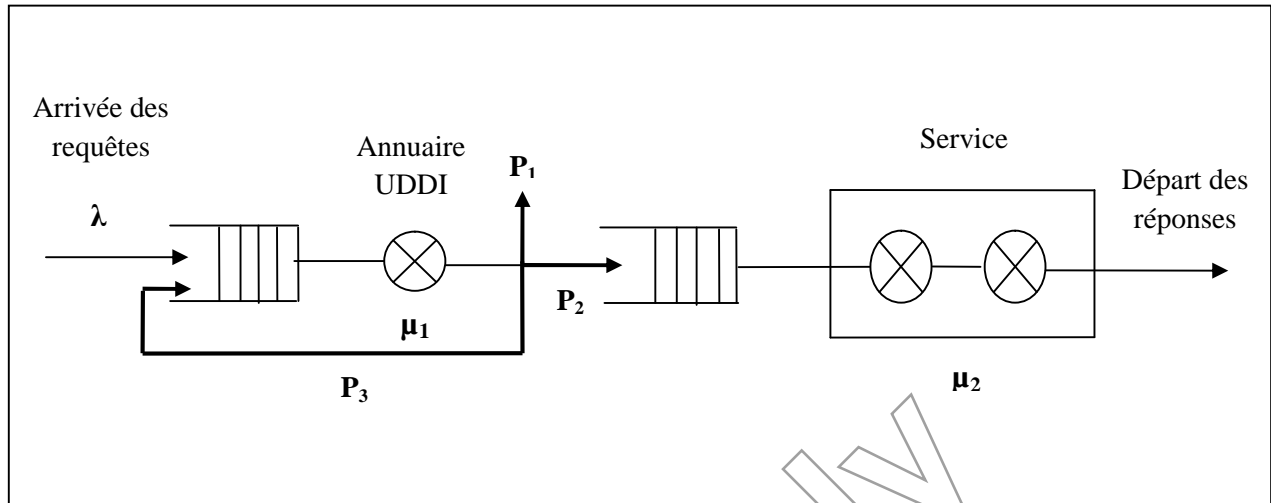 Arrivée des
requêtes
λ
Annuaire
UDDI
µ1
P1
P2
P3
Service
µ2
Départ des
réponses